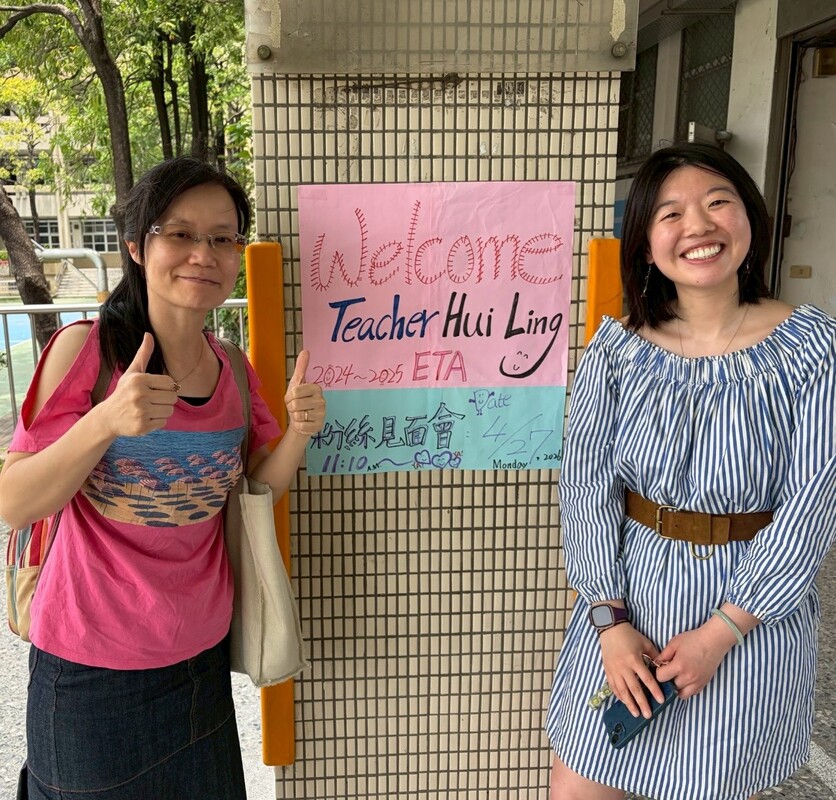 Welcome
Teacher Hui Ling
2024~2025 ETA
Date
粉絲見面會: 4/27
11:10 AM
Monday, 2026